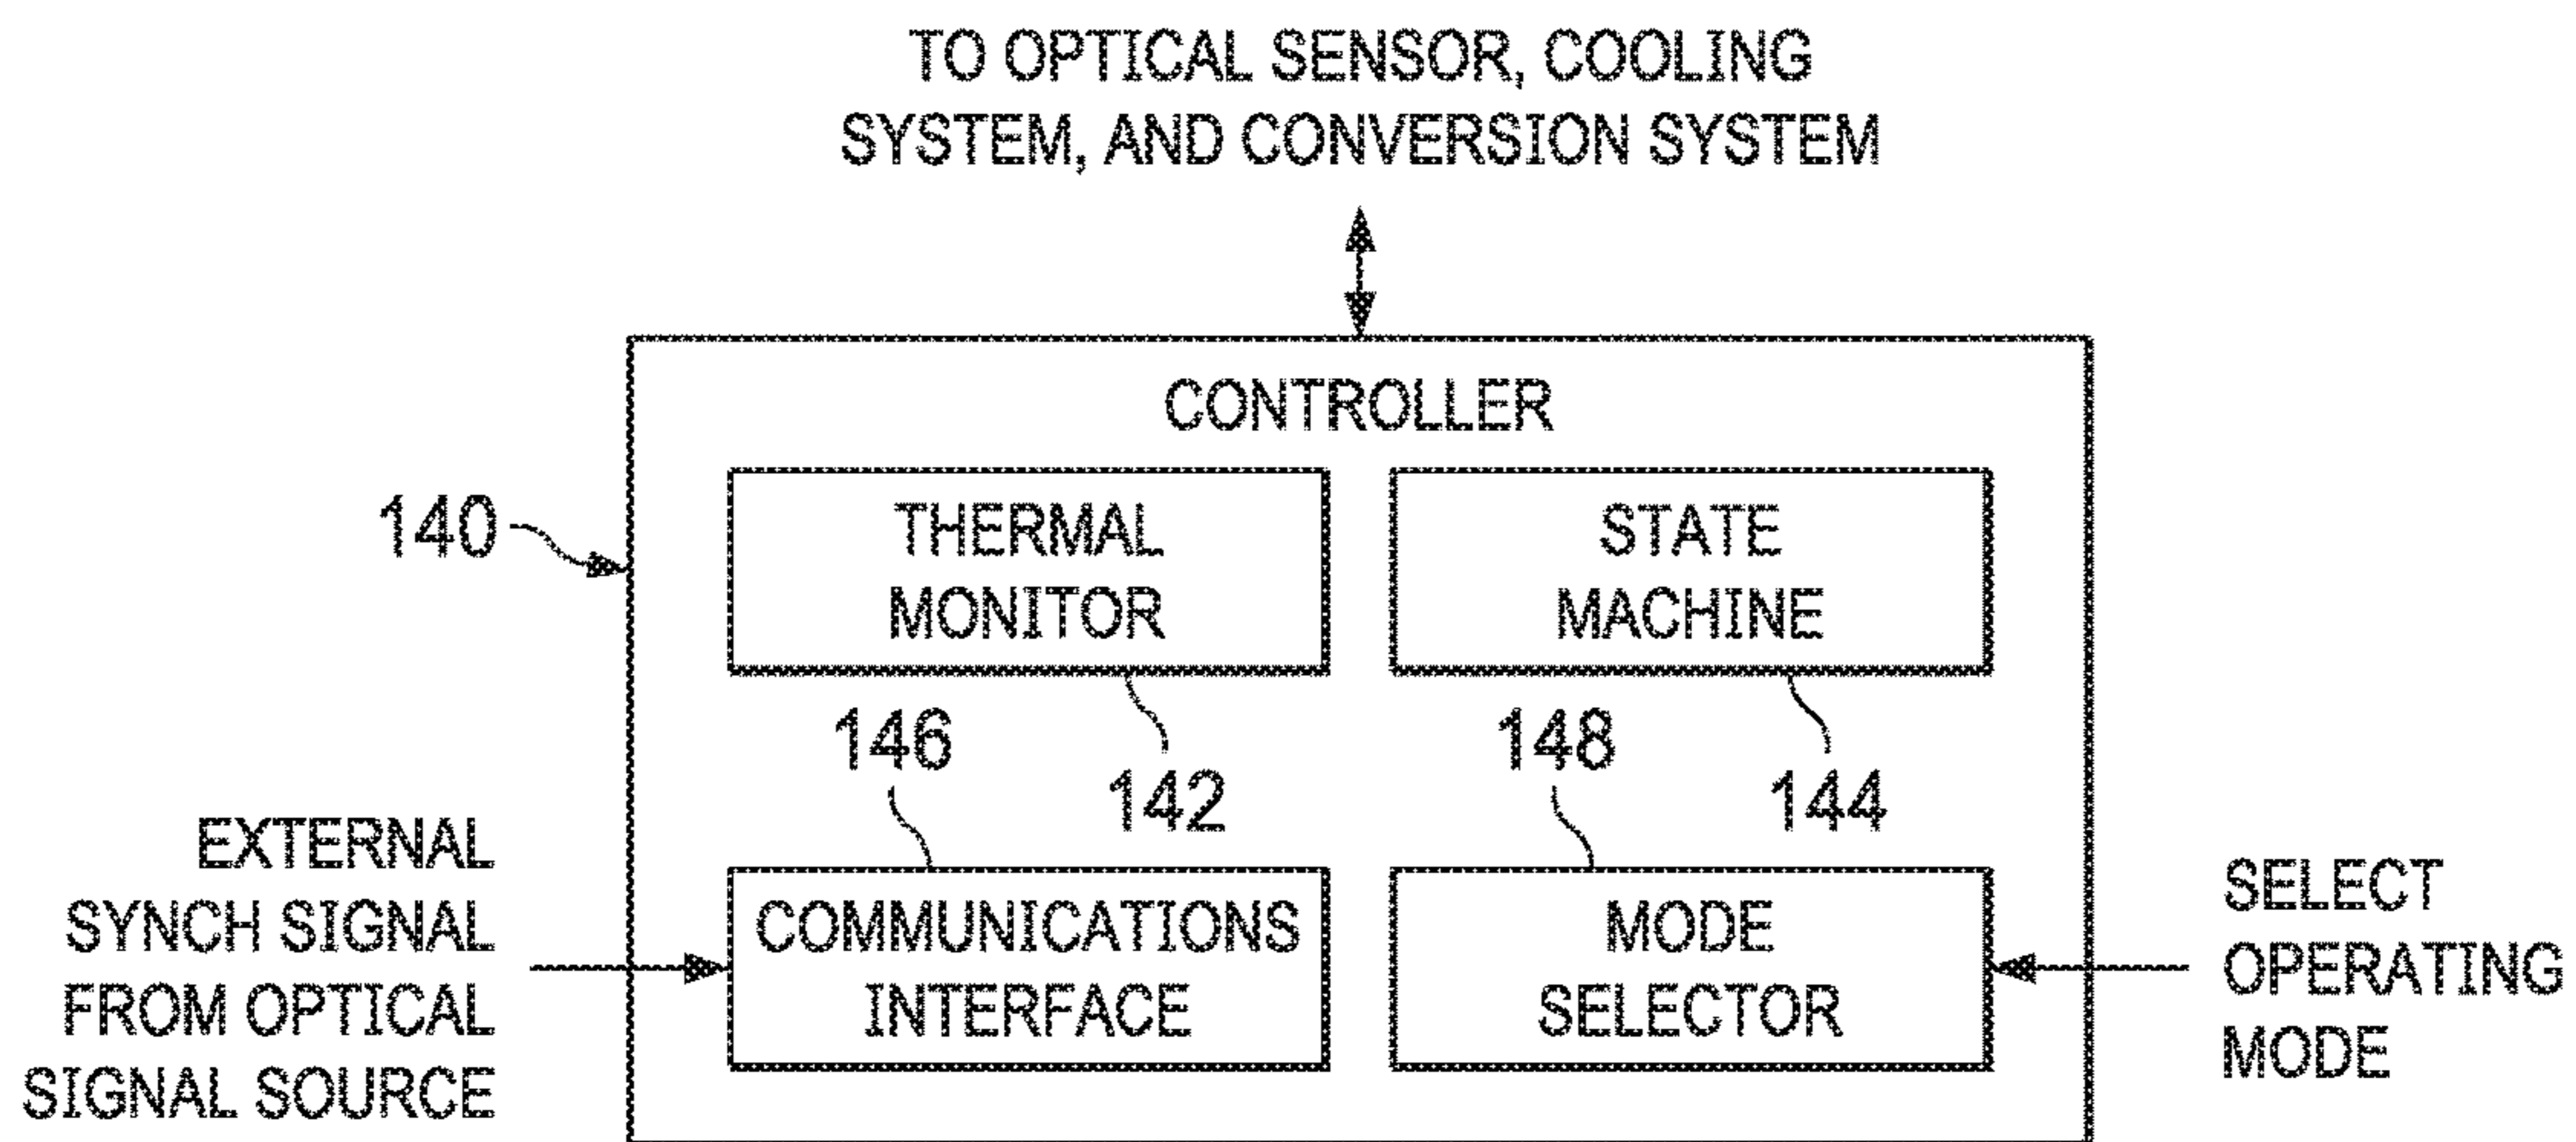 TO OPTICAL SENSOR, COOLING
SYSTEM, AND CONVERSION SYSTEM
CONTROLLER
140
THERMAL
MONITOR
STATE
MACHINE
146
142
148
144
EXTERNAL
SYNCH SIGNAL
FROM OPTICAL
SIGNAL SOURCE
COMMUNICATIONS
INTERFACE
MODE
SELECTOR
SELECT
OPERATING
MODE